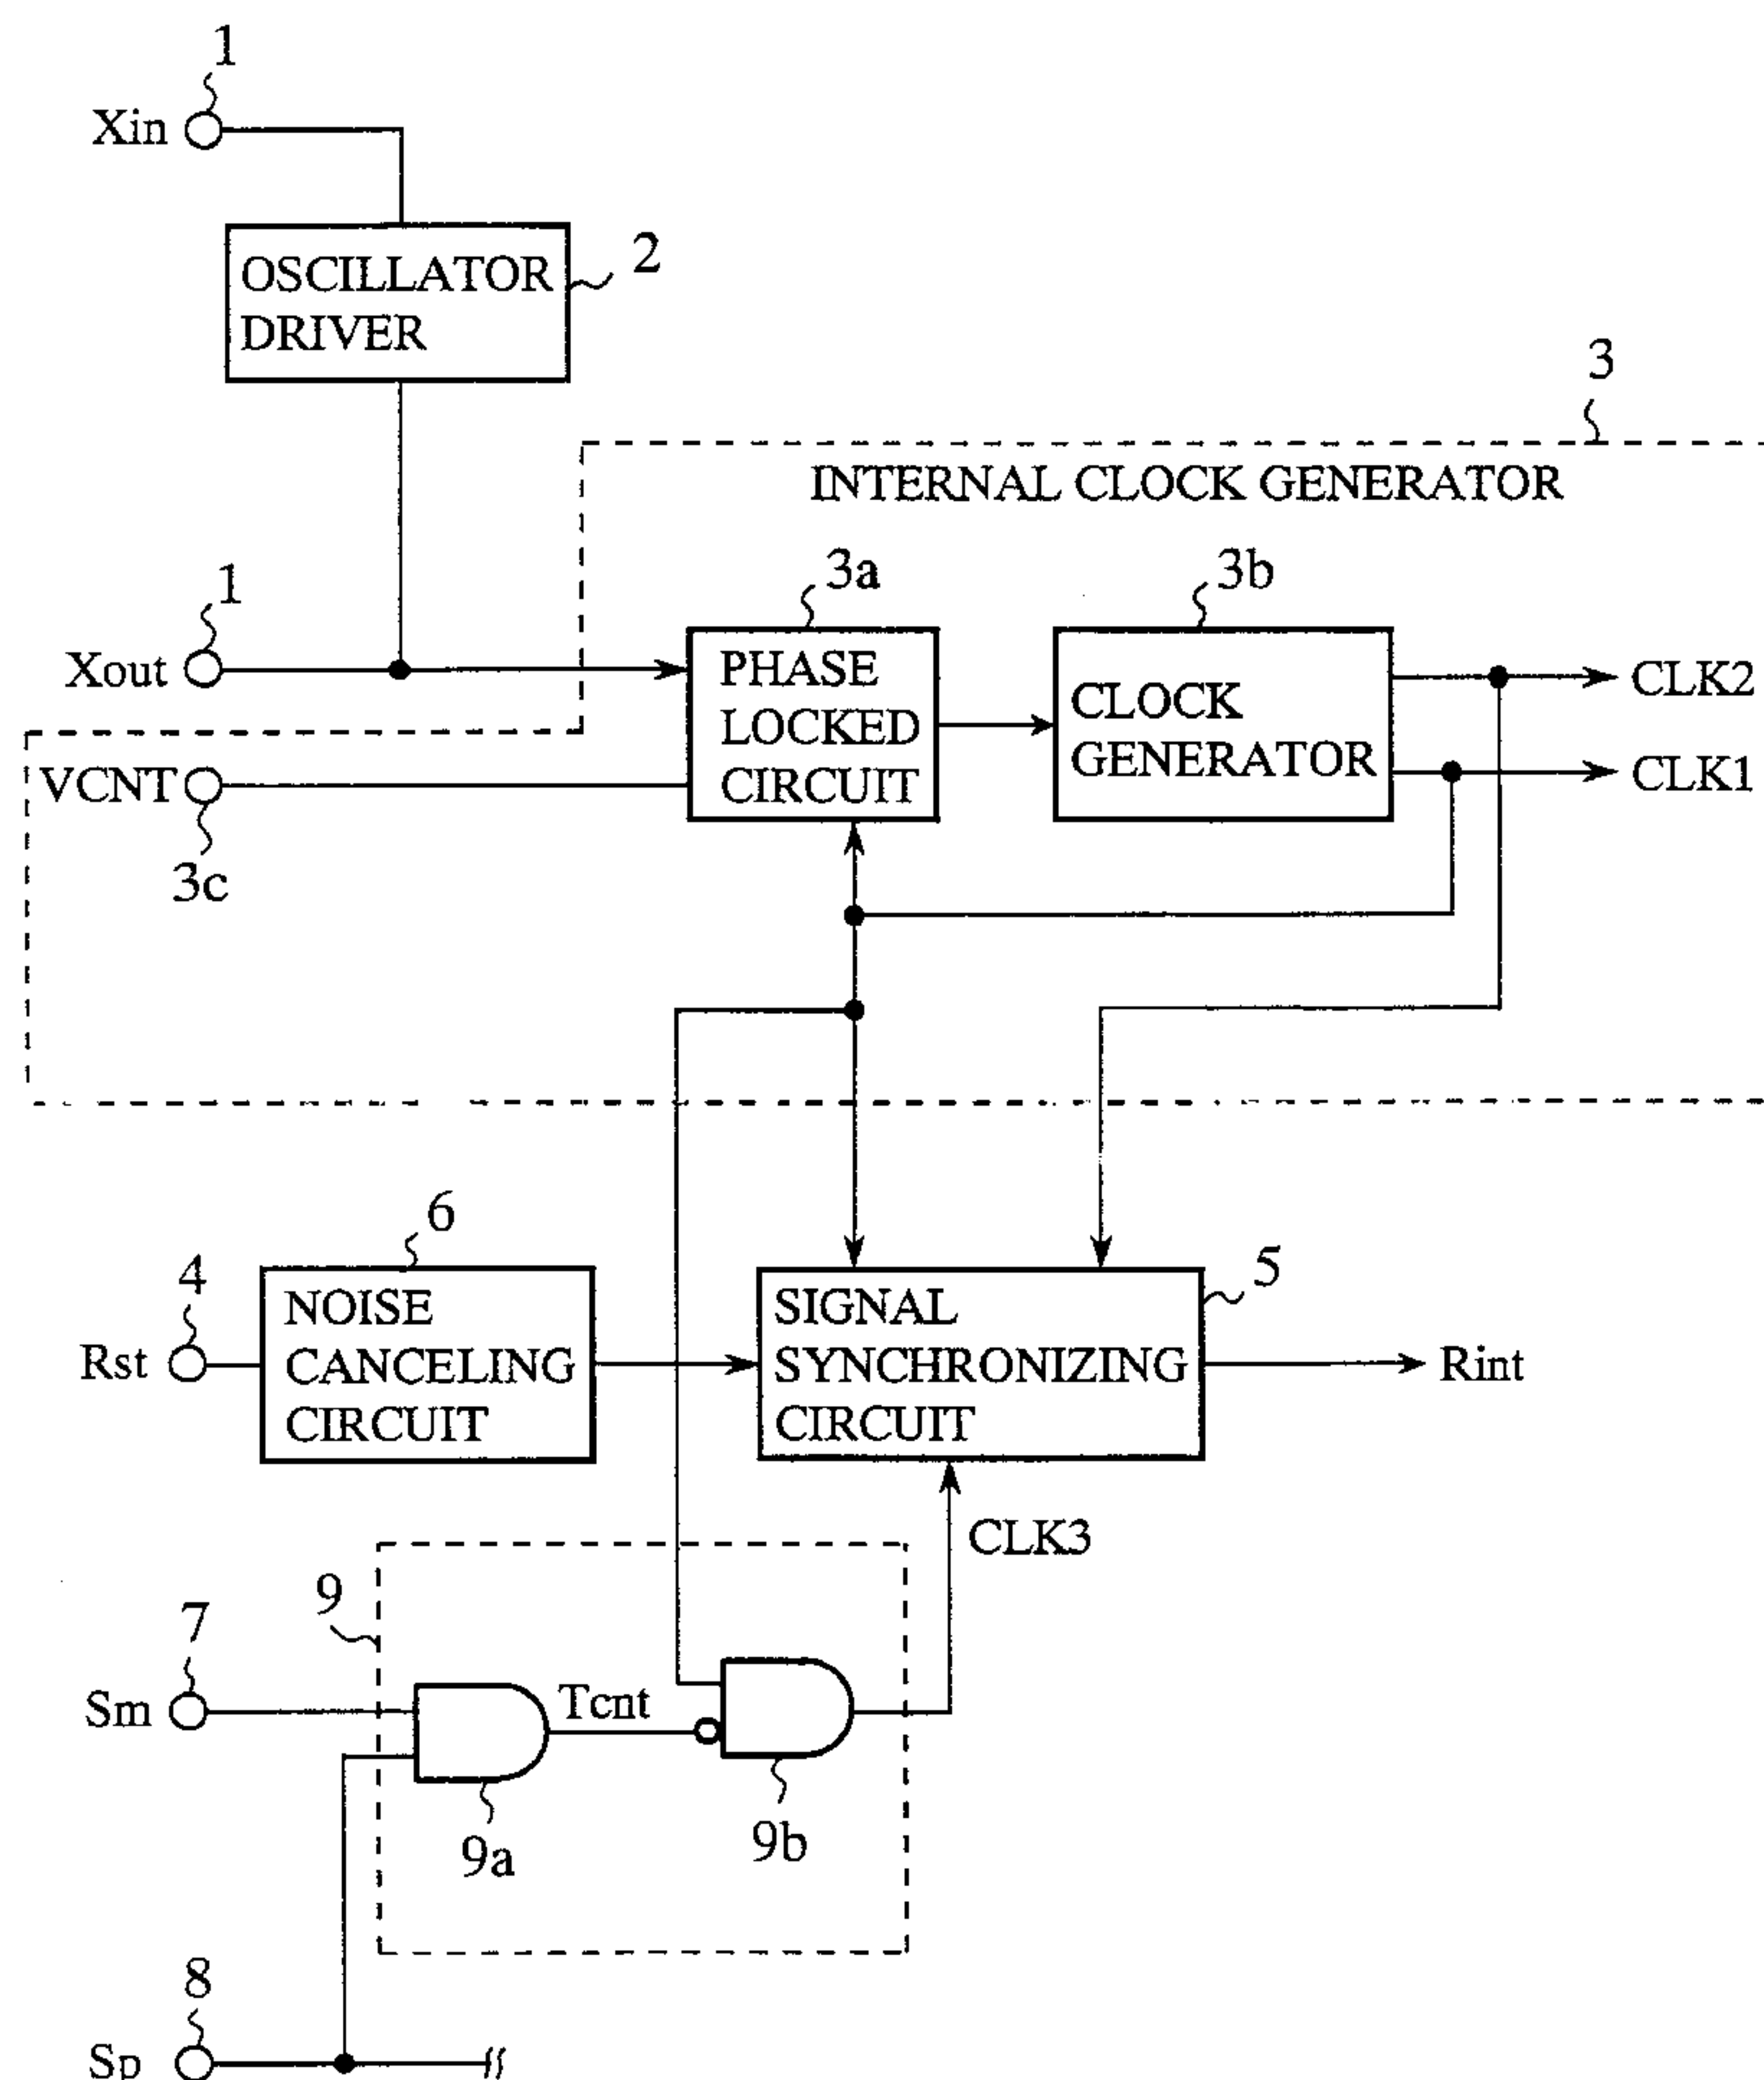 1
Xin
OSCILLATOR
DRIVER
2
3
INTERNAL CLOCK GENERATOR
1
Xout
3a
PHASE
LOCKED
CIRCUIT
3b
CLOCK
GENERATOR
CLK2
CLK1
VCNT
3c
6
4
Rst
NOISE
CANCELING
CIRCUIT
SIGNAL
SYNCHRONIZING
CIRCUIT
5
Rint
CLK3
9
7
Sm
Tcnt
9a
9b
8
Sp